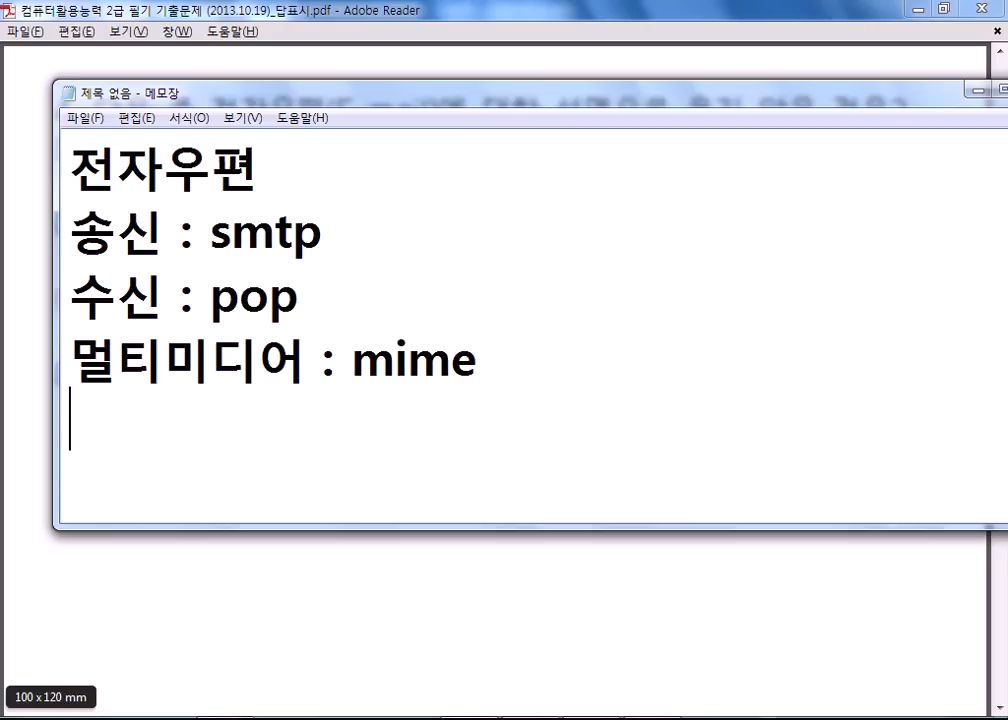 컴퓨터활용능력 2급 필기 기출문제 (2013.10.19)_답표시.pdf - Adobe Reader
파일(F) 편집(E) 보기(V) 창(W) 도움말(H)
제목 없음 - 메모장
파일(F) 편집(E) 서식(O) 보기(V) 도움말(H)
전자우편
송신 : smtp
수신 : pop
멀티미디어 : mime
100 x 120 mm